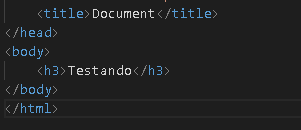 <title>Document</title>
</head>
<body>
<h3>Testando</h3>
</body>
</html>